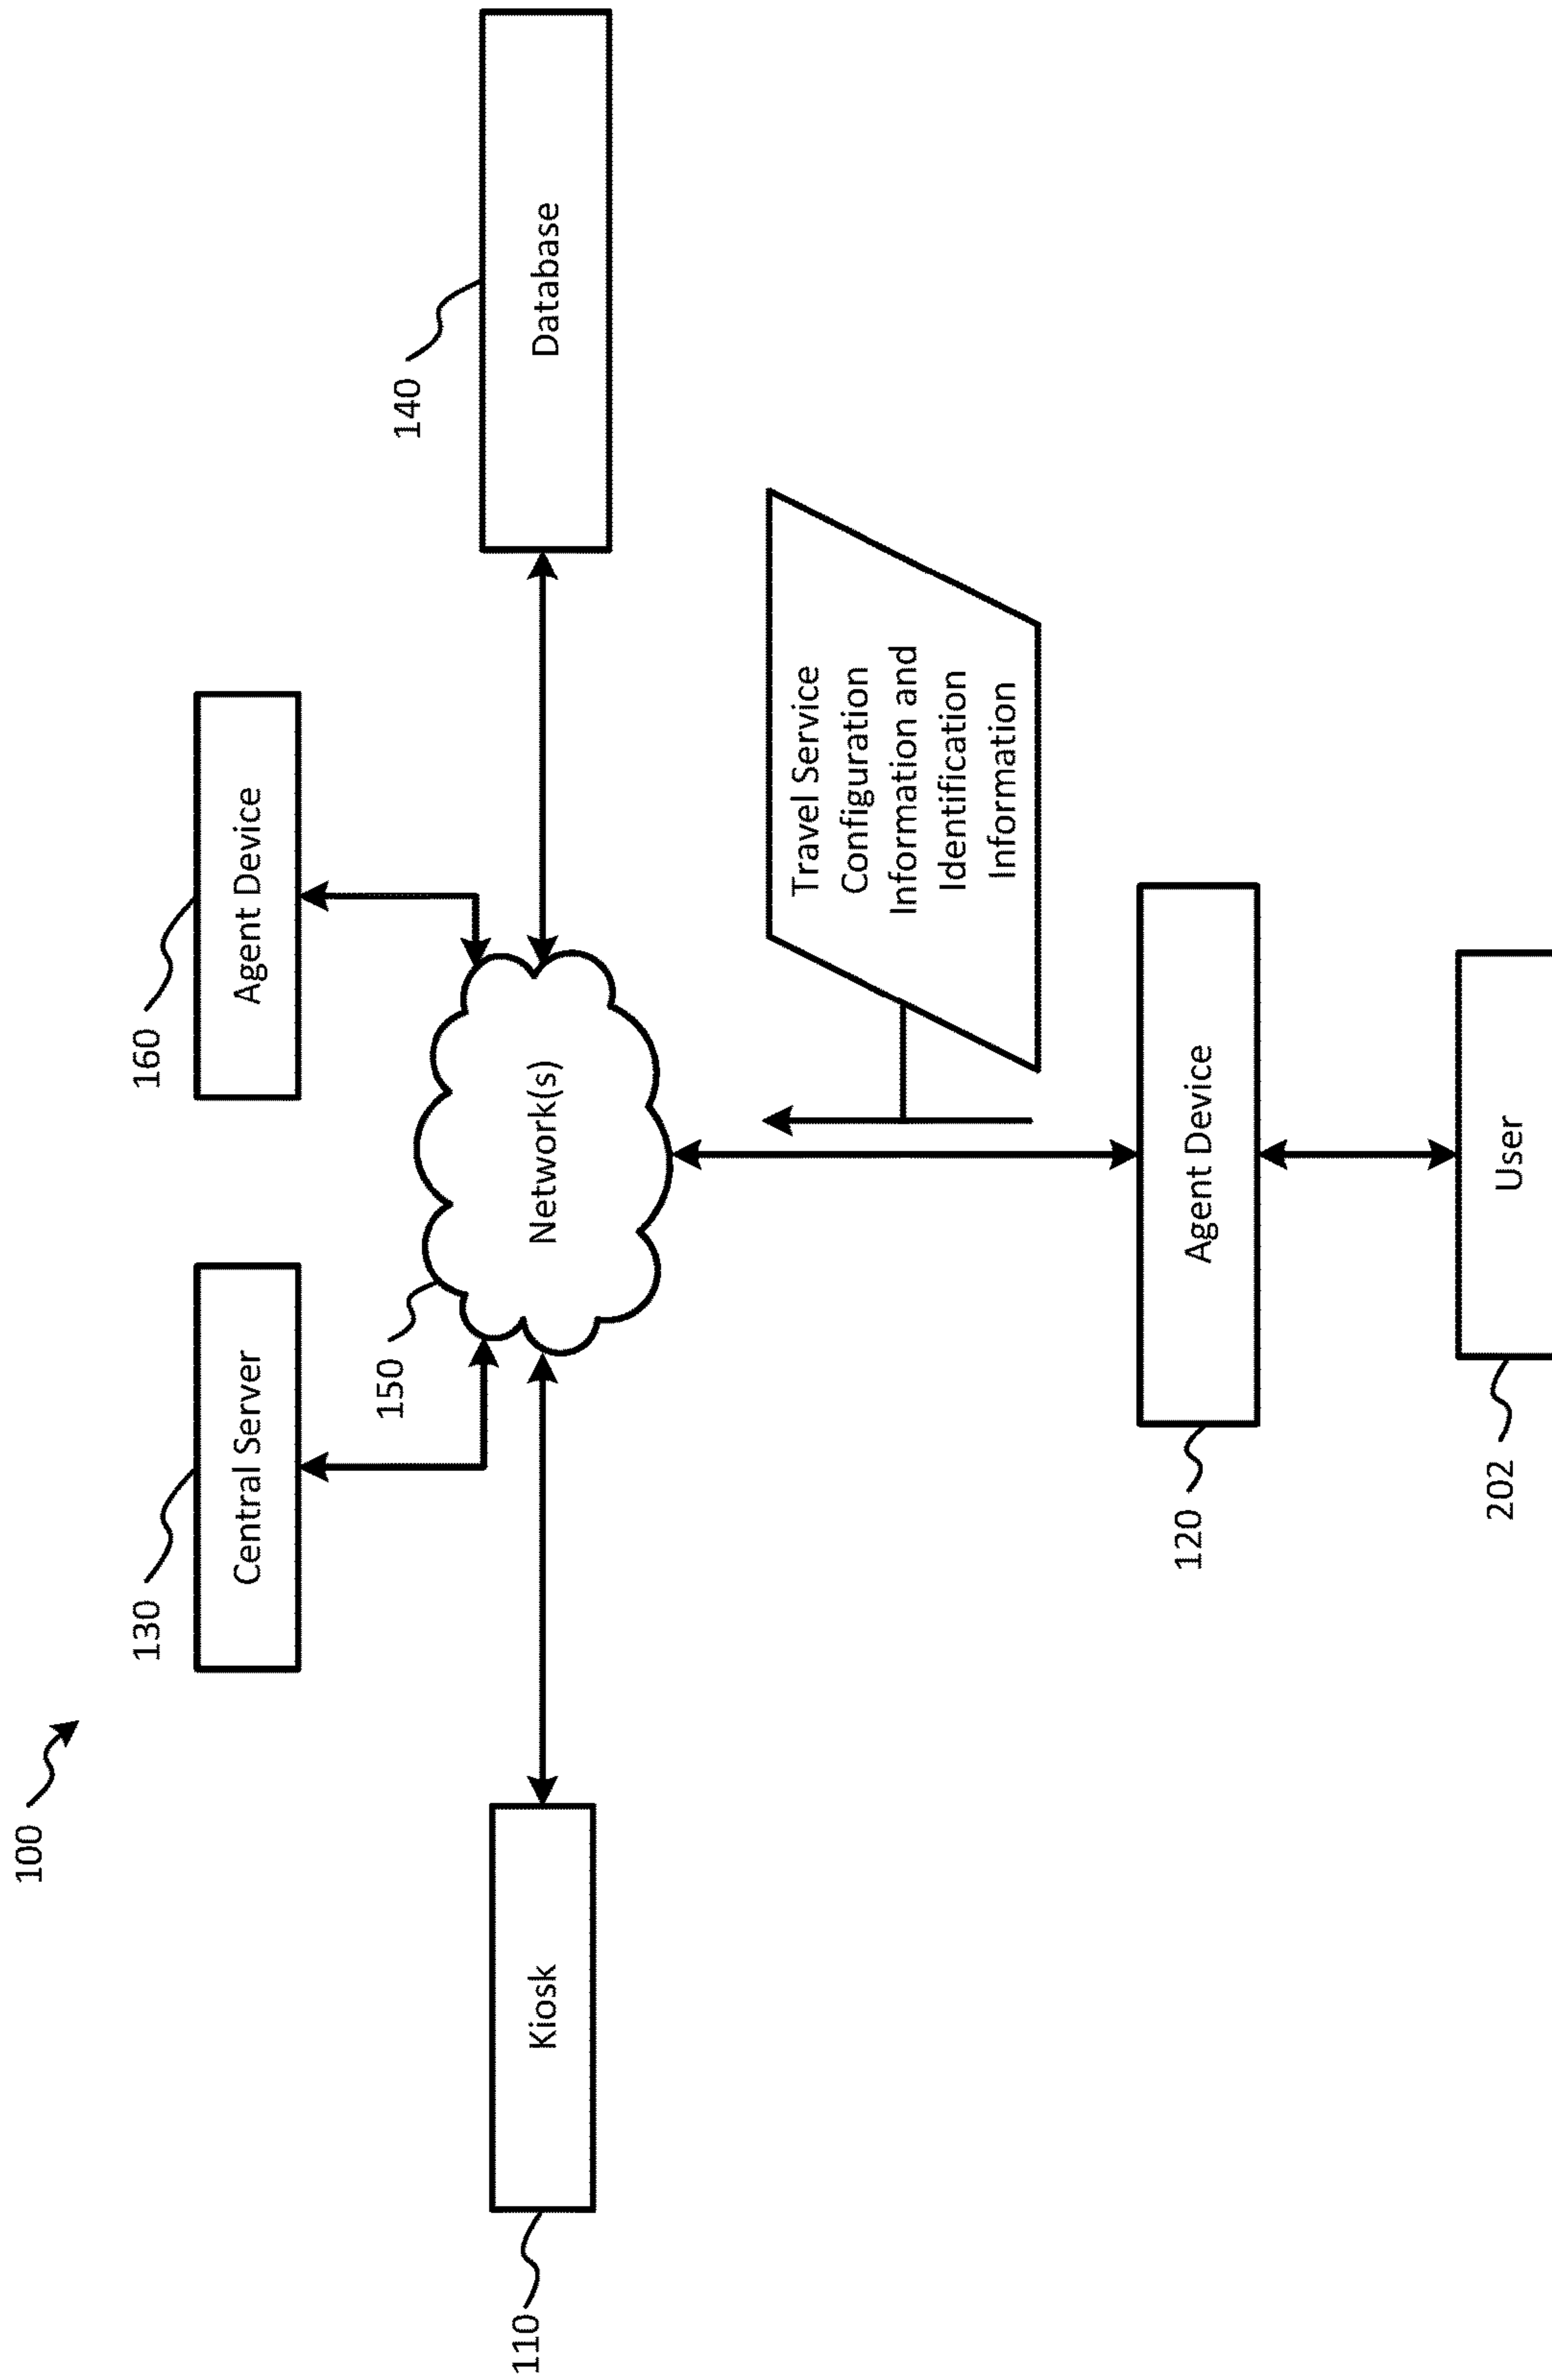 100
130
Central Server
160
Agent Device
140
Database
150
Network(s)
110
Kiosk
Travel Service
Configuration
Information and
Identification
Information
120
Agent Device
202
User